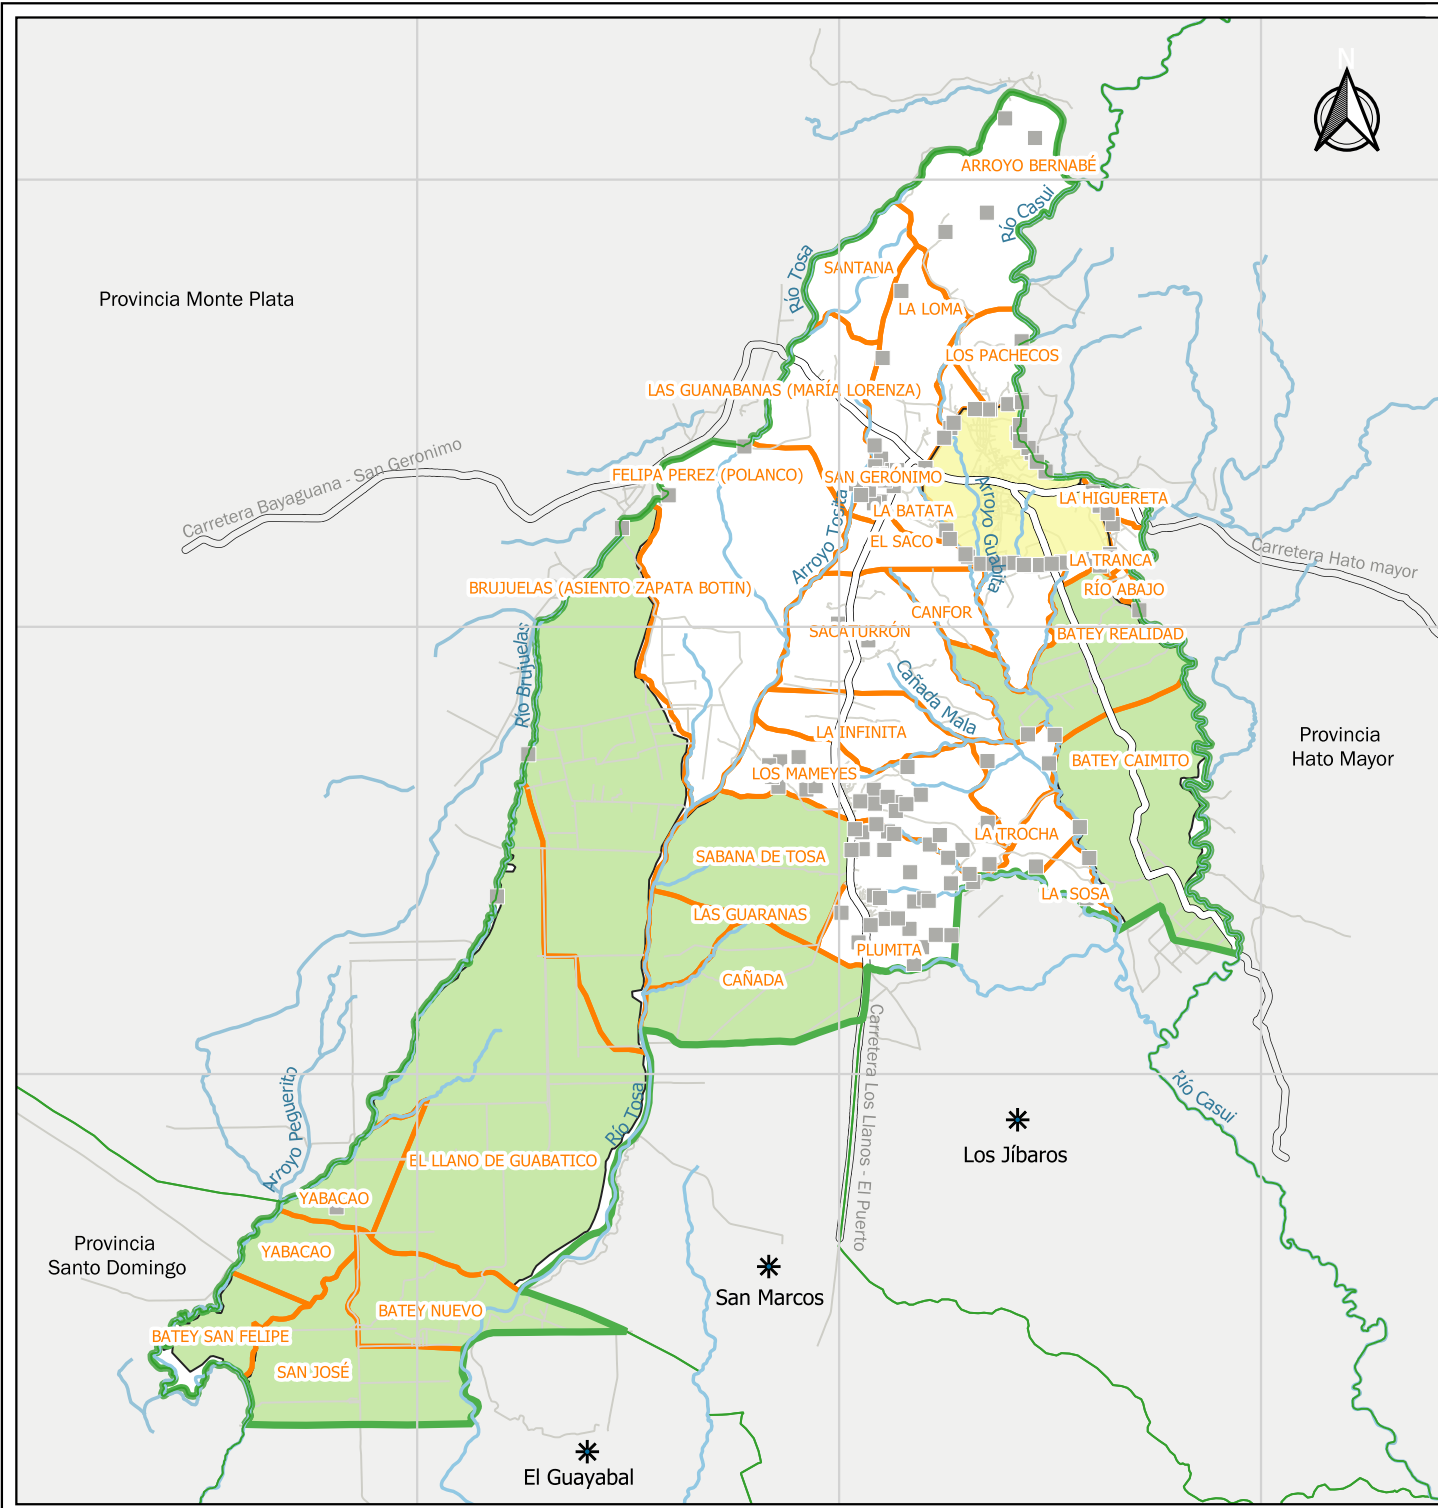 N
ARROYO BERNABÉ
Río Casui
Río Tosa
SANTANA
Provincia Monte Plata
LA LOMA
LOS PACHECOS
LAS GUANABANAS (MARÍA LORENZA)
Carretera Bayaguana - San Geronimo
FELIPA PEREZ (POLANCO)
SAN GERÓNIMO
LA HIGUERETA
LA BATATA
Arroyo Tosita
Arroyo Guabita
EL SACO
Carretera Hato mayor
LA TRANCA
BRUJUELAS (ASIENTO ZAPATA BOTIN)
RÍO ABAJO
CANFOR
SACATURRÓN
BATEY REALIDAD
Río Brujuelas
Cañada Mala
LA INFINITA
Provincia
Hato Mayor
BATEY CAIMITO
LOS MAMEYES
LA TROCHA
SABANA DE TOSA
LA SOSA
LAS GUARANAS
PLUMITA
CAÑADA
Carretera Los Llanos - El Puerto
Río Tosa
Río Casui
Arroyo Peguerito
Los Jíbaros
EL LLANO DE GUABATICO
YABACAO
YABACAO
Provincia
Santo Domingo
San Marcos
BATEY NUEVO
BATEY SAN FELIPE
SAN JOSÉ
El Guayabal